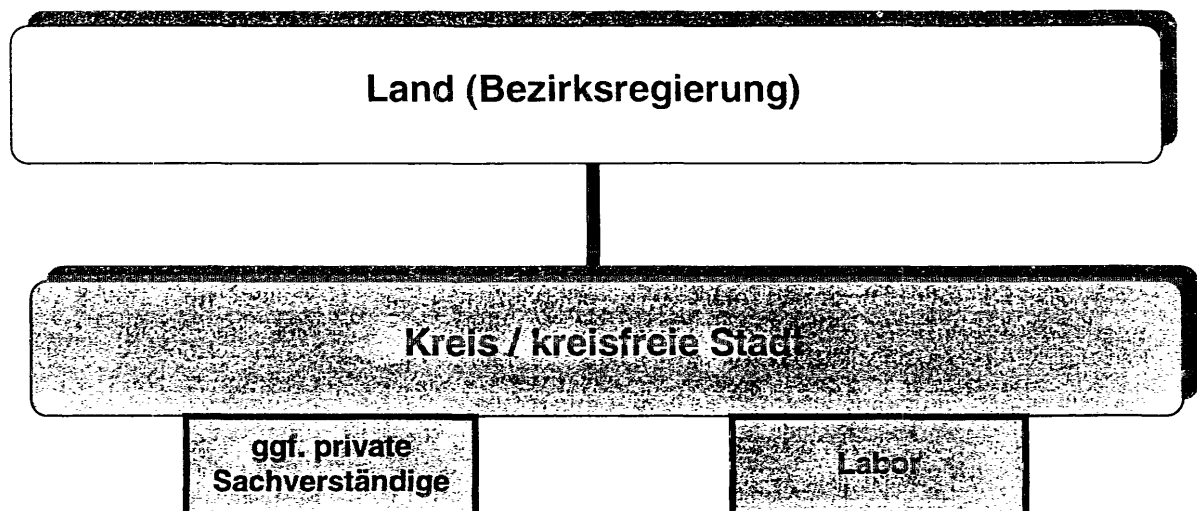 Land (Bezirksregierung)
Kreis / kreisfreie Stadt
ggf. private
Sachverständige
Labor